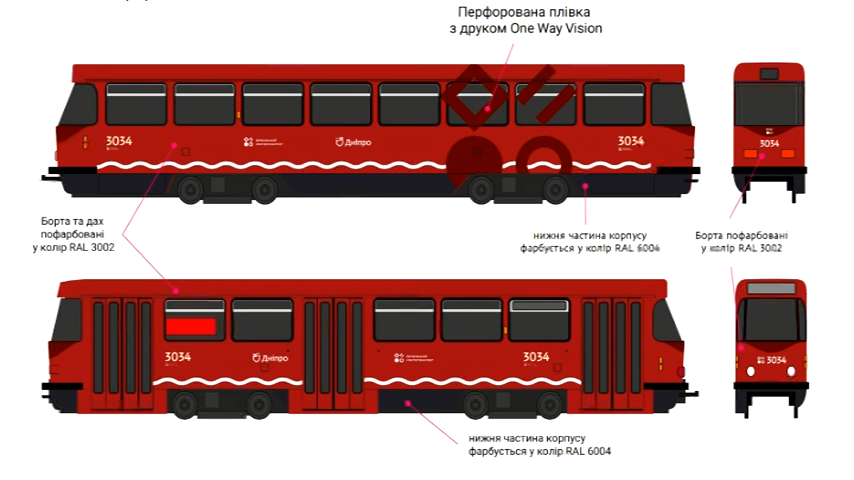 Перфорована плівка
з друком One Way Vision
3034
Дніпро
3034
3034
Борта та дах
пофарбовані
у колір RAL 3002
нижня частина корпусу
фарбується у колір RAL 6004
Борта пофарбовані
у колір RAL 3002
3034
Дніпро
3034
3034
нижня частина корпусу
фарбується у колір RAL 6004